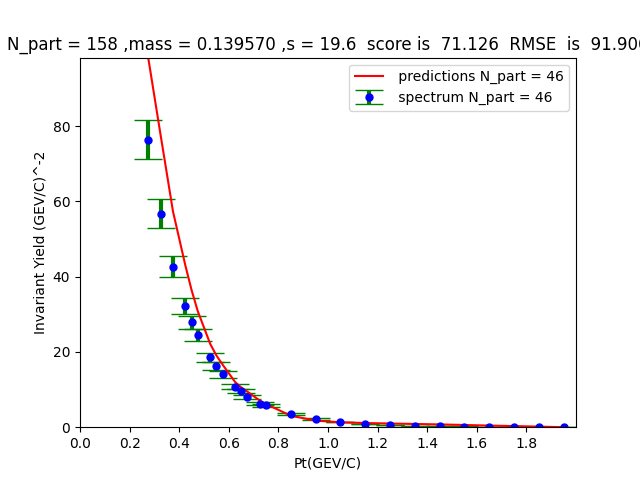 N_part = 158 ,mass = 0.139570 ,s = 19.6  score is  71.126  RMSE  is  91.906
predictions N_part = 46
spectrum N_part = 46
Invariant Yield (GEV/C)^-2
80
60
40
20
0
0.0 0.2 0.4 0.6 0.8 1.0 1.2 1.4 1.6 1.8
Pt(GEV/C)